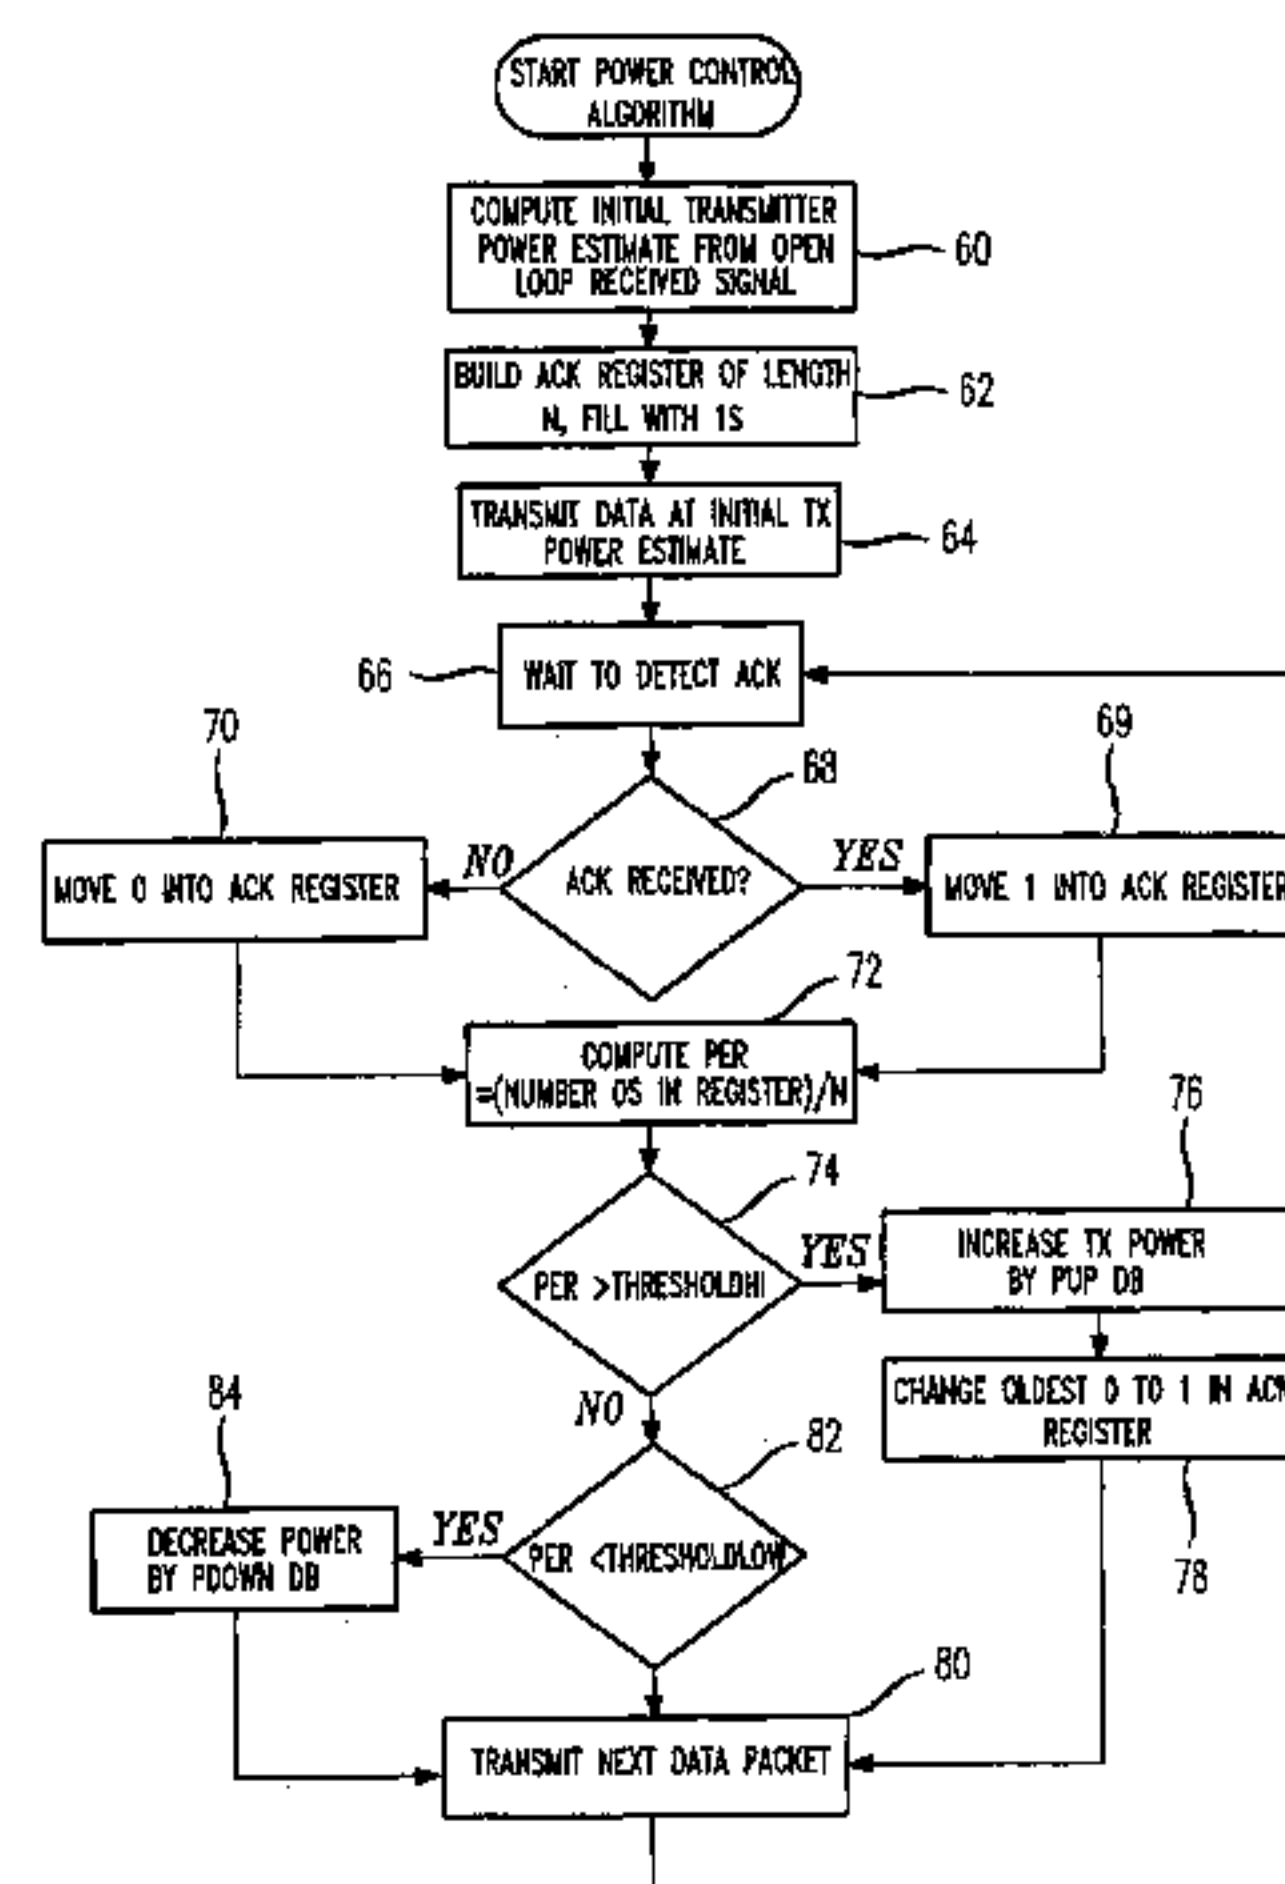 START POWER CONTROL
ALGORITHM
COMPUTE INITIAL TRANSMITTER
POWER ESTIMATE FROM OPEN
LOOP RECEIVED SIGNAL
60
BUILD ACK REGISTER OF LENGTH
N, FILL WITH 1S
62
TRANSMIT DATA AT INITIAL TX
POWER ESTIMATE
64
66
WAIT TO DETECT ACK
70
68
69
MOVE 0 INTO ACK REGISTER
NO
ACK RECEIVED?
YES
MOVE 1 INTO ACK REGISTER
72
COMPUTE PER
=(NUMBER 0S IN REGISTER)/N
74
76
PER >THRESHOLDHI
YES
INCREASE TX POWER
BY PUP DB
NO
CHANGE OLDEST 0 TO 1 IN ACK
REGISTER
78
84
82
DECREASE POWER
BY PDOWN DB
YES
PER <THRESHOLDLOW
80
TRANSMIT NEXT DATA PACKET